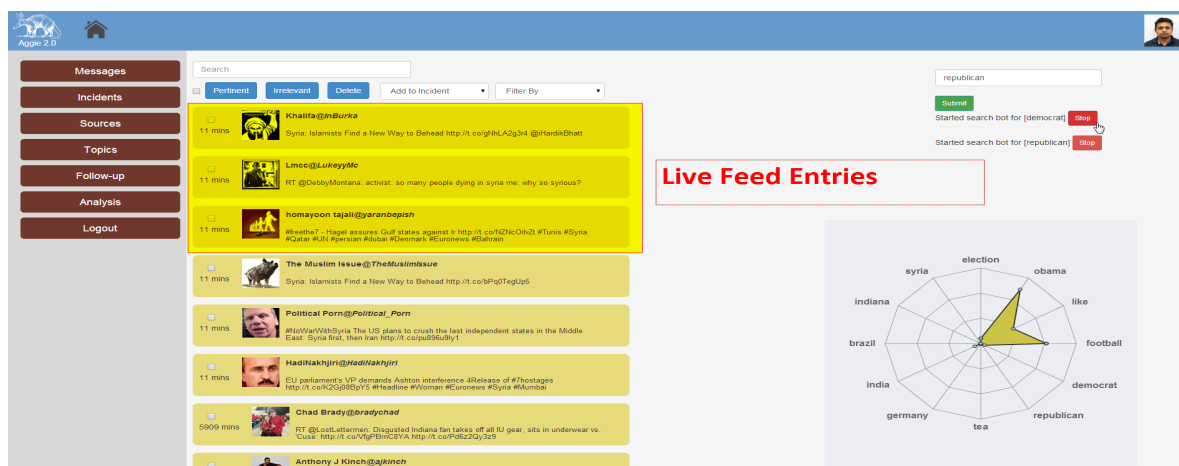 Aggie 2.0
Messages
Incidents
Sources
Topics
Follow-up
Analysis
Logout
Search
Pertinent Irrelevant Delete Add to Incident Filter By
Khalifa@InBurka
11 mins
Syria: Islamists Find a New Way to Behead http://t.co/gNhLA2g3r4 @iHardikBhatt
Lmcc@LukeyyMc
11 mins
RT @DebbyMontana: activist: so many people dying in syria me: why so syrious?
homayoon tajali@yaranbepish
11 mins
#freethe7 - Hagel assures Gulf states against Ir http://t.co/NZNcOihvZt #Tunis #Syria
#Qatar #UN #persian #dubai #Denmark #Euronews #Bahrain
The Muslim Issue@TheMuslimIssue
11 mins
Syria: Islamists Find a New Way to Behead http://t.co/bPq0TegUp5
Political Porn@Political_Porn
11 mins
#NoWarWithSyria The US plans to crush the last independent states in the Middle
East: Syria first, then Iran http://t.co/pu896u9ly1
HadiNakhjiri@HadiNakhjiri
11 mins
EU parliament's VP demands Ashton interference 4Release of #7hostages
http://t.co/K2Gj08BpY5 #Headline #Woman #Euronews #Syria #Mumbai
Chad Brady@bradychad
5909 mins
RT @LostLettermen: Disgusted Indiana fan takes off all IU gear, sits in underwear vs.
'Cuse: http://t.co/VfgPBmC8YA http://t.co/Pd6z2Qy3z9
Anthony J Kinch@ajkinch
Live Feed Entries
republican
Submit
Started search bot for [democrat] Stop
Started search bot for [republican] Stop
election
syria
obama
indiana
like
brazil
football
india
democrat
germany
republican
tea